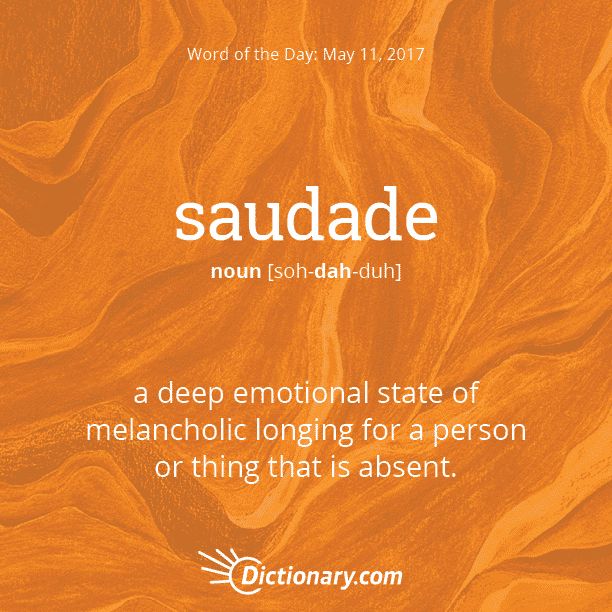 Word of the Day: May 11, 2017
saudade
noun [soh-dah-duh]
a deep emotional state of
melancholic longing for a person
or thing that is absent.
Dictionary.com